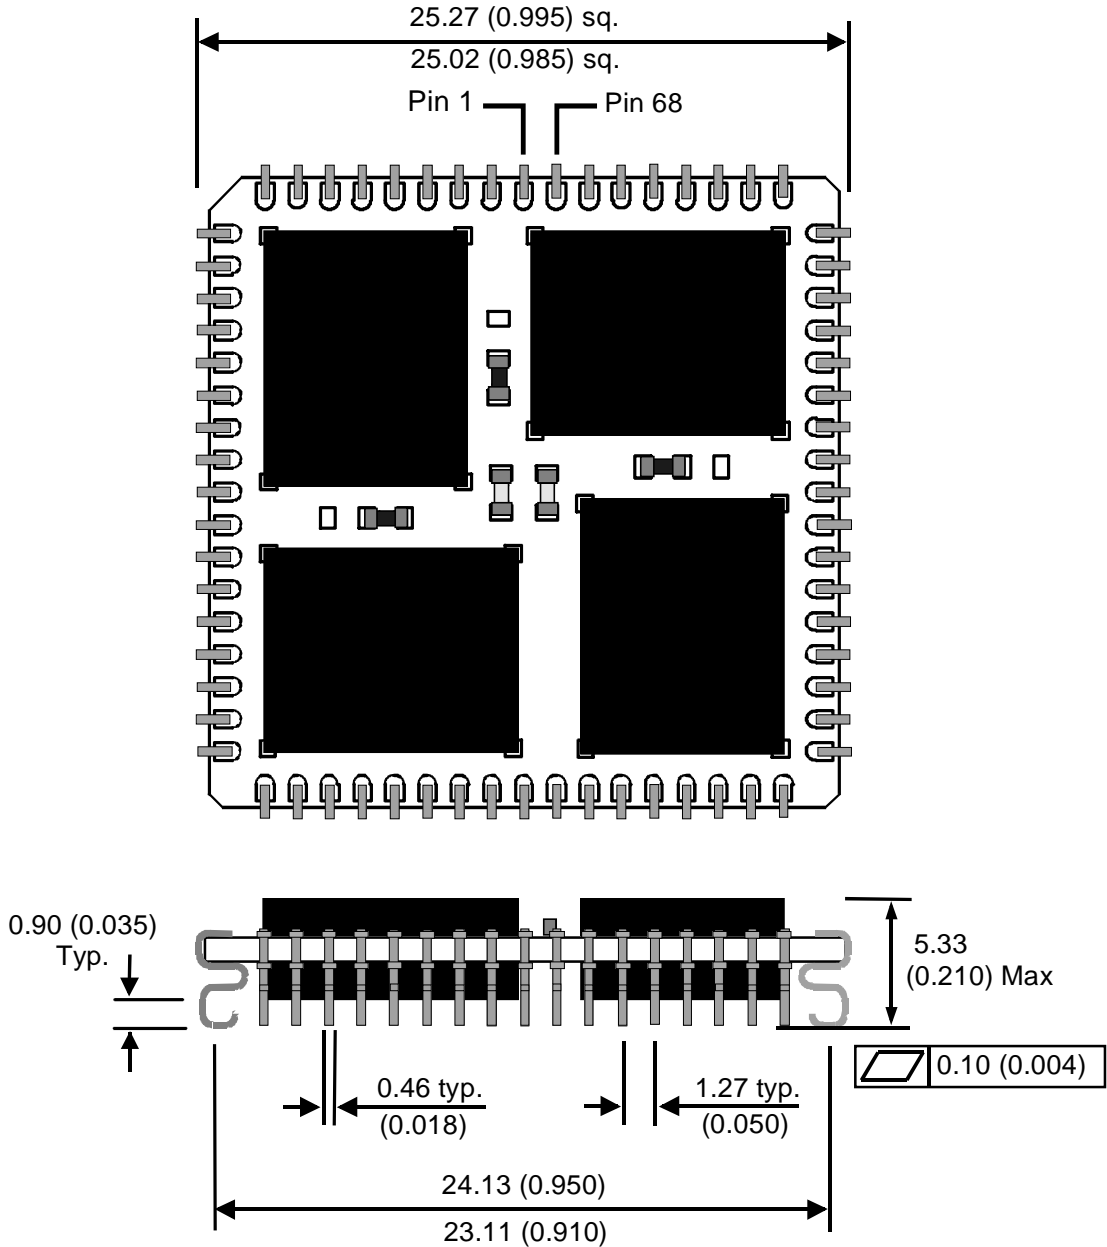 25.27 (0.995) sq.
25.02 (0.985) sq.
Pin 1
Pin 68
0.90 (0.035)
Typ.
5.33
(0.210) Max
0.10 (0.004)
0.46 typ.
(0.018)
1.27 typ.
(0.050)
24.13 (0.950)
23.11 (0.910)